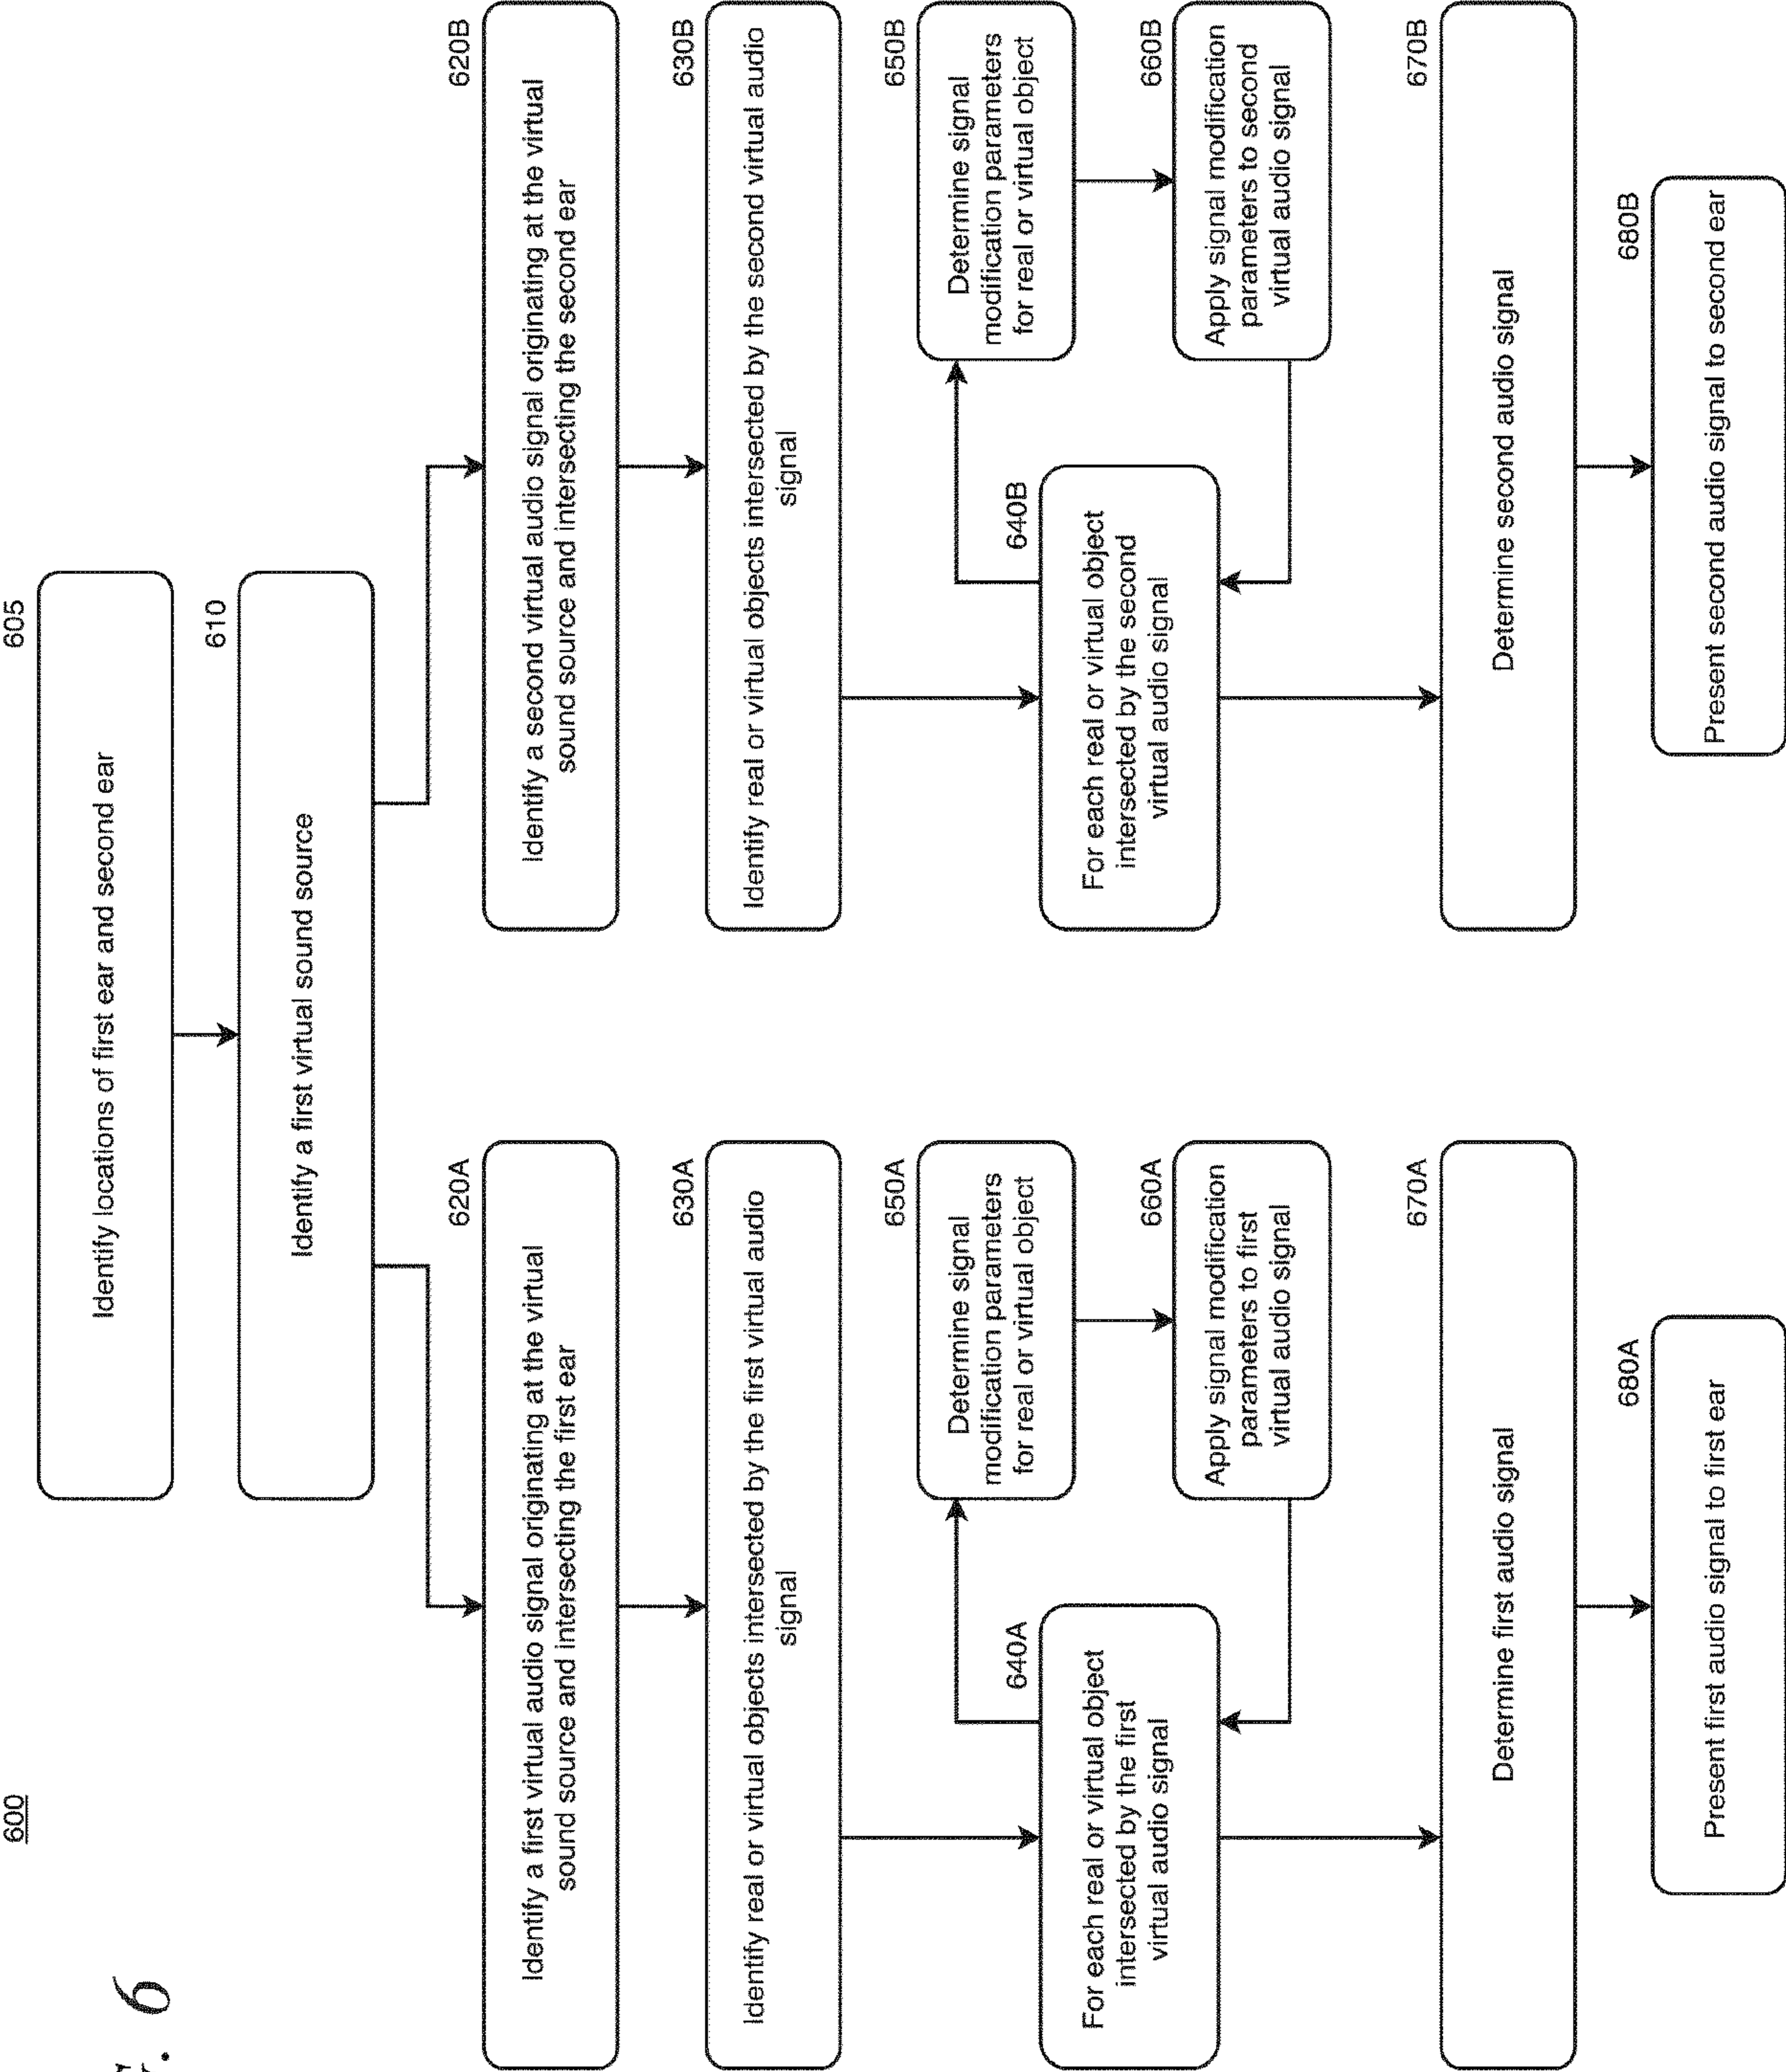 600
605
Identify locations of first ear and second ear
610
Identify a first virtual sound source
620A
Identify a first virtual audio signal originating at the virtual
sound source and intersecting the first ear
630A
Identify real or virtual objects intersected by the first virtual audio
signal
640A
For each real or virtual object
intersected by the first
virtual audio signal
650A
Determine signal
modification parameters
for real or virtual object
660A
Apply signal modification
parameters to first
virtual audio signal
670A
Determine first audio signal
680A
Present first audio signal to first ear
620B
Identify a second virtual audio signal originating at the virtual
sound source and intersecting the second ear
630B
Identify real or virtual objects intersected by the second virtual audio
signal
640B
For each real or virtual object
intersected by the second
virtual audio signal
650B
Determine signal
modification parameters
for real or virtual object
660B
Apply signal modification
parameters to second
virtual audio signal
670B
Determine second audio signal
680B
Present second audio signal to second ear
6